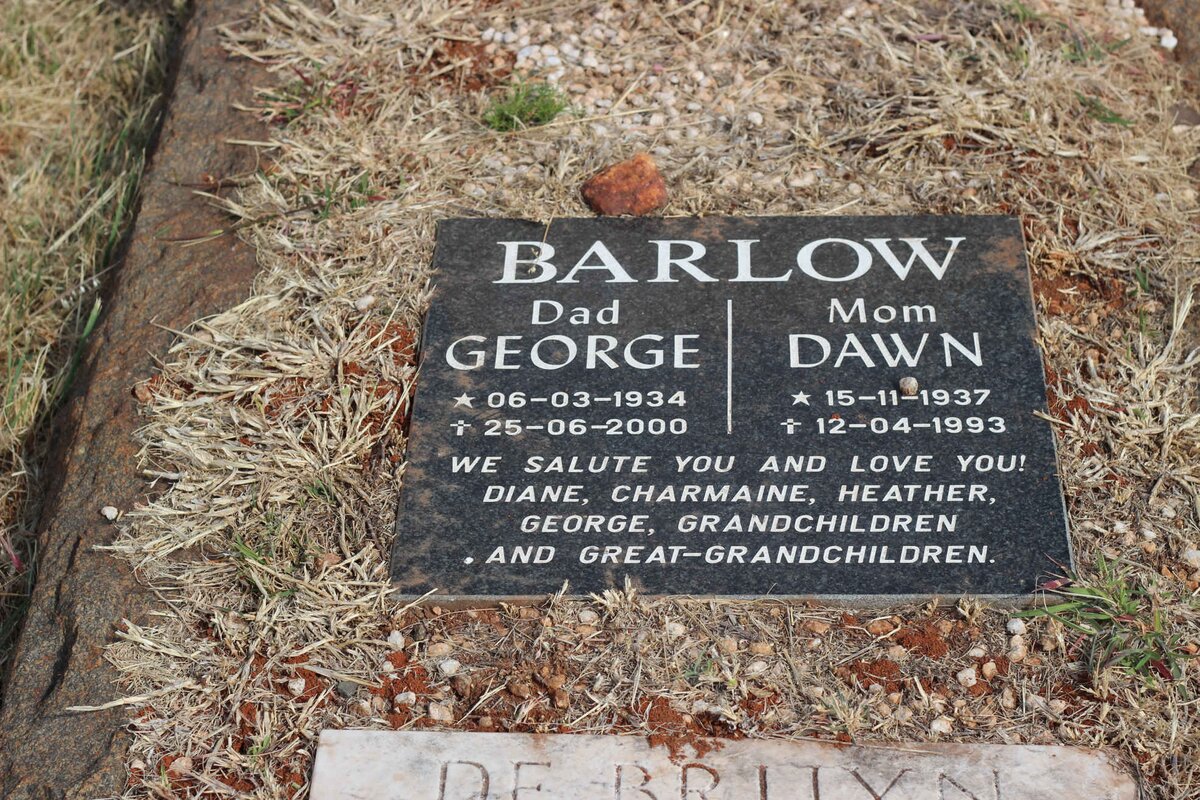 BARLOW
Dad
GEORGE
★ 06-03-1934
✝ 25-06-2000
Mom
DAWN
★ 15-11-1937
✝ 12-04-1993
WE SALUTE YOU AND LOVE YOU!
DIANE, CHARMAINE, HEATHER,
GEORGE, GRANDCHILDREN
AND GREAT-GRANDCHILDREN.
DE BRUYN